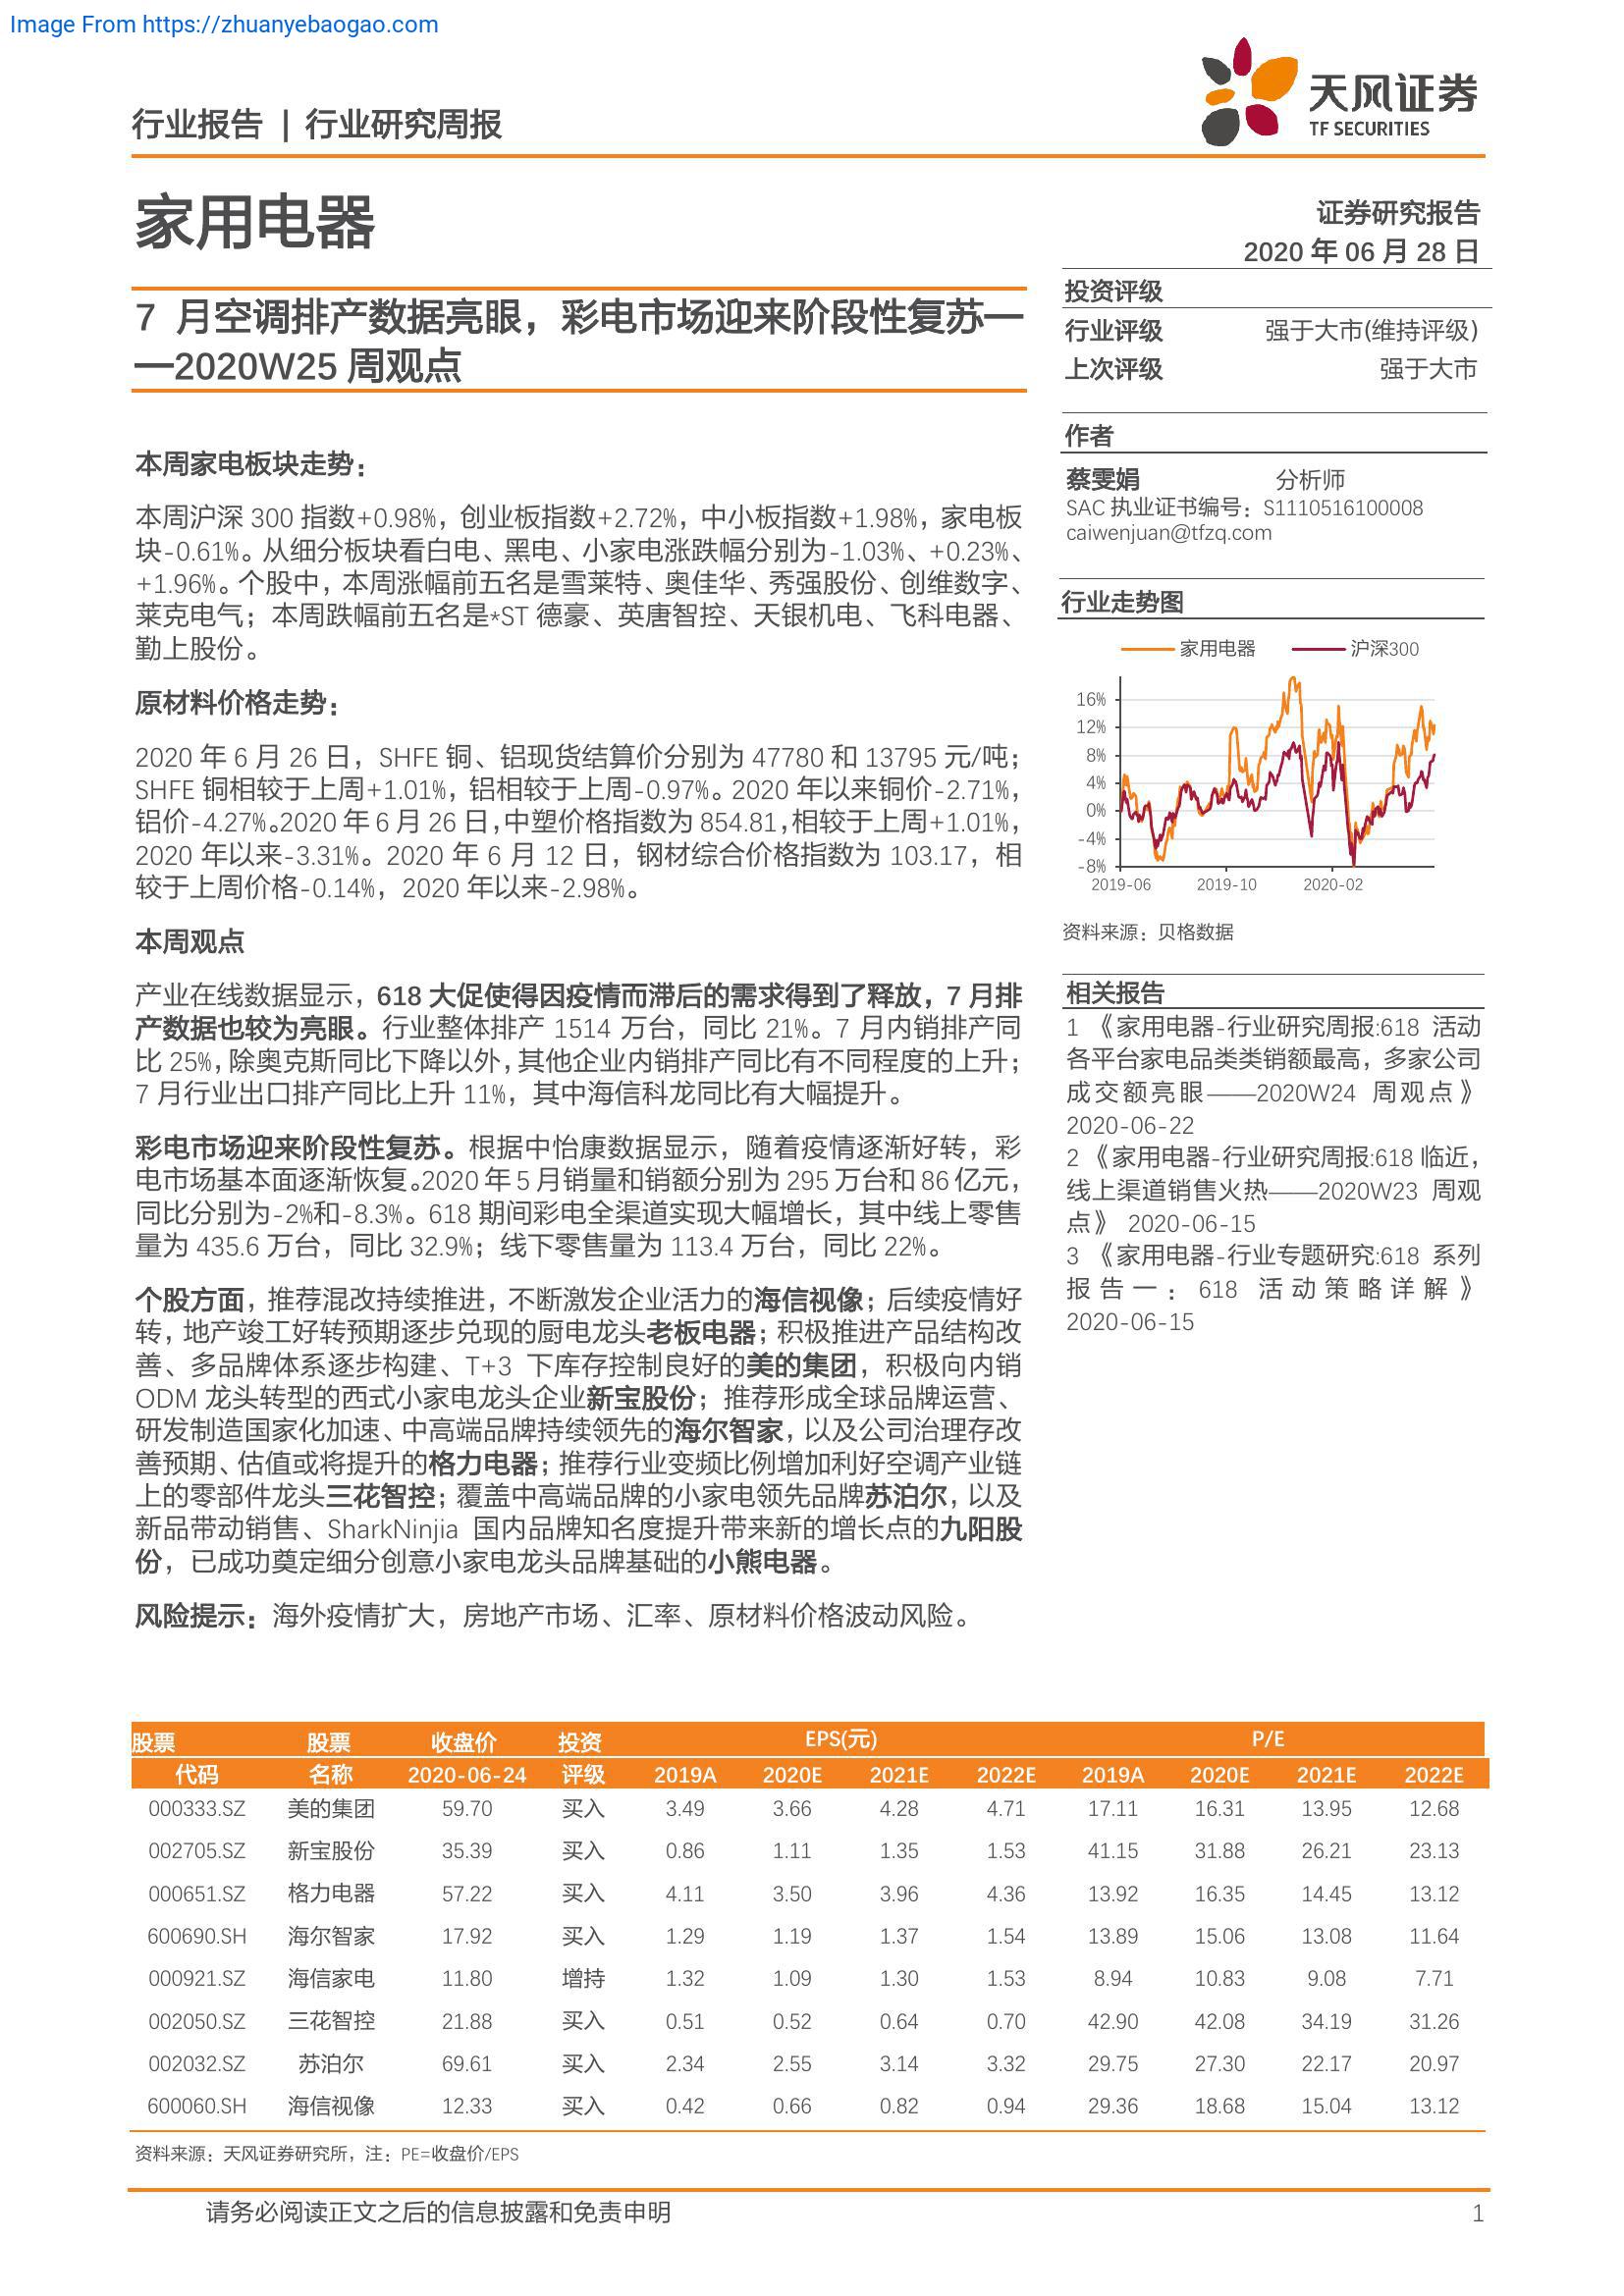 Image From https://zhuanyebaogao.com
行业报告 | 行业研究周报
天风证券
TF SECURITIES
家用电器
证券研究报告
2020 年 06 月 28 日
7 月空调排产数据亮眼，彩电市场迎来阶段性复苏—
—2020W25 周观点
投资评级
行业评级 强于大市(维持评级)
上次评级 强于大市
作者
蔡雯娟 分析师
SAC 执业证书编号：S1110516100008
caiwenjuan@tfzq.com
行业走势图
家用电器 沪深300
16%
12%
8%
4%
0%
-4%
-8%
2019-06 2019-10 2020-02
资料来源：贝格数据
相关报告
1 《家用电器-行业研究周报:618 活动
各平台家电品类类销额最高，多家公司
成交额亮眼——2020W24 周观点》
2020-06-22
2 《家用电器-行业研究周报:618 临近，
线上渠道销售火热——2020W23 周观
点》 2020-06-15
3 《家用电器-行业专题研究:618 系列
报告一：618 活动策略详解》
2020-06-15
本周家电板块走势：
本周沪深 300 指数+0.98%，创业板指数+2.72%，中小板指数+1.98%，家电板
块-0.61%。从细分板块看白电、黑电、小家电涨跌幅分别为-1.03%、+0.23%、
+1.96%。个股中，本周涨幅前五名是雪莱特、奥佳华、秀强股份、创维数字、
莱克电气；本周跌幅前五名是*ST 德豪、英唐智控、天银机电、飞科电器、
勤上股份。
原材料价格走势：
2020 年 6 月 26 日，SHFE 铜、铝现货结算价分别为 47780 和 13795 元/吨；
SHFE 铜相较于上周+1.01%，铝相较于上周-0.97%。2020 年以来铜价-2.71%，
铝价-4.27%。2020 年 6 月 26 日，中塑价格指数为 854.81，相较于上周+1.01%，
2020 年以来-3.31%。2020 年 6 月 12 日，钢材综合价格指数为 103.17，相
较于上周价格-0.14%，2020 年以来-2.98%。
本周观点
产业在线数据显示，618 大促使得因疫情而滞后的需求得到了释放，7 月排
产数据也较为亮眼。行业整体排产 1514 万台，同比 21%。7 月内销排产同
比 25%，除奥克斯同比下降以外，其他企业内销排产同比有不同程度的上升；
7 月行业出口排产同比上升 11%，其中海信科龙同比有大幅提升。
彩电市场迎来阶段性复苏。根据中怡康数据显示，随着疫情逐渐好转，彩
电市场基本面逐渐恢复。2020 年 5 月销量和销额分别为 295 万台和 86 亿元，
同比分别为-2%和-8.3%。618 期间彩电全渠道实现大幅增长，其中线上零售
量为 435.6 万台，同比 32.9%；线下零售量为 113.4 万台，同比 22%。
个股方面，推荐混改持续推进，不断激发企业活力的海信视像；后续疫情好
转，地产竣工好转预期逐步兑现的厨电龙头老板电器；积极推进产品结构改
善、多品牌体系逐步构建、T+3 下库存控制良好的美的集团，积极向内销
ODM 龙头转型的西式小家电龙头企业新宝股份；推荐形成全球品牌运营、
研发制造国家化加速、中高端品牌持续领先的海尔智家，以及公司治理存改
善预期、估值或将提升的格力电器；推荐行业变频比例增加利好空调产业链
上的零部件龙头三花智控；覆盖中高端品牌的小家电领先品牌苏泊尔，以及
新品带动销售、SharkNinjia 国内品牌知名度提升带来新的增长点的九阳股
份，已成功奠定细分创意小家电龙头品牌基础的小熊电器。
风险提示：海外疫情扩大，房地产市场、汇率、原材料价格波动风险。
股票 股票 收盘价 投资 EPS(元) P/E
代码 名称 2020-06-24 评级 2019A 2020E 2021E 2022E 2019A 2020E 2021E 2022E
000333.SZ 美的集团 59.70 买入 3.49 3.66 4.28 4.71 17.11 16.31 13.95 12.68
002705.SZ 新宝股份 35.39 买入 0.86 1.11 1.35 1.53 41.15 31.88 26.21 23.13
000651.SZ 格力电器 57.22 买入 4.11 3.50 3.96 4.36 13.92 16.35 14.45 13.12
600690.SH 海尔智家 17.92 买入 1.29 1.19 1.37 1.54 13.89 15.06 13.08 11.64
000921.SZ 海信家电 11.80 增持 1.32 1.09 1.30 1.53 8.94 10.83 9.08 7.71
002050.SZ 三花智控 21.88 买入 0.51 0.52 0.64 0.70 42.90 42.08 34.19 31.26
002032.SZ 苏泊尔 69.61 买入 2.34 2.55 3.14 3.32 29.75 27.30 22.17 20.97
600060.SH 海信视像 12.33 买入 0.42 0.66 0.82 0.94 29.36 18.68 15.04 13.12
资料来源：天风证券研究所，注：PE=收盘价/EPS
请务必阅读正文之后的信息披露和免责申明 1